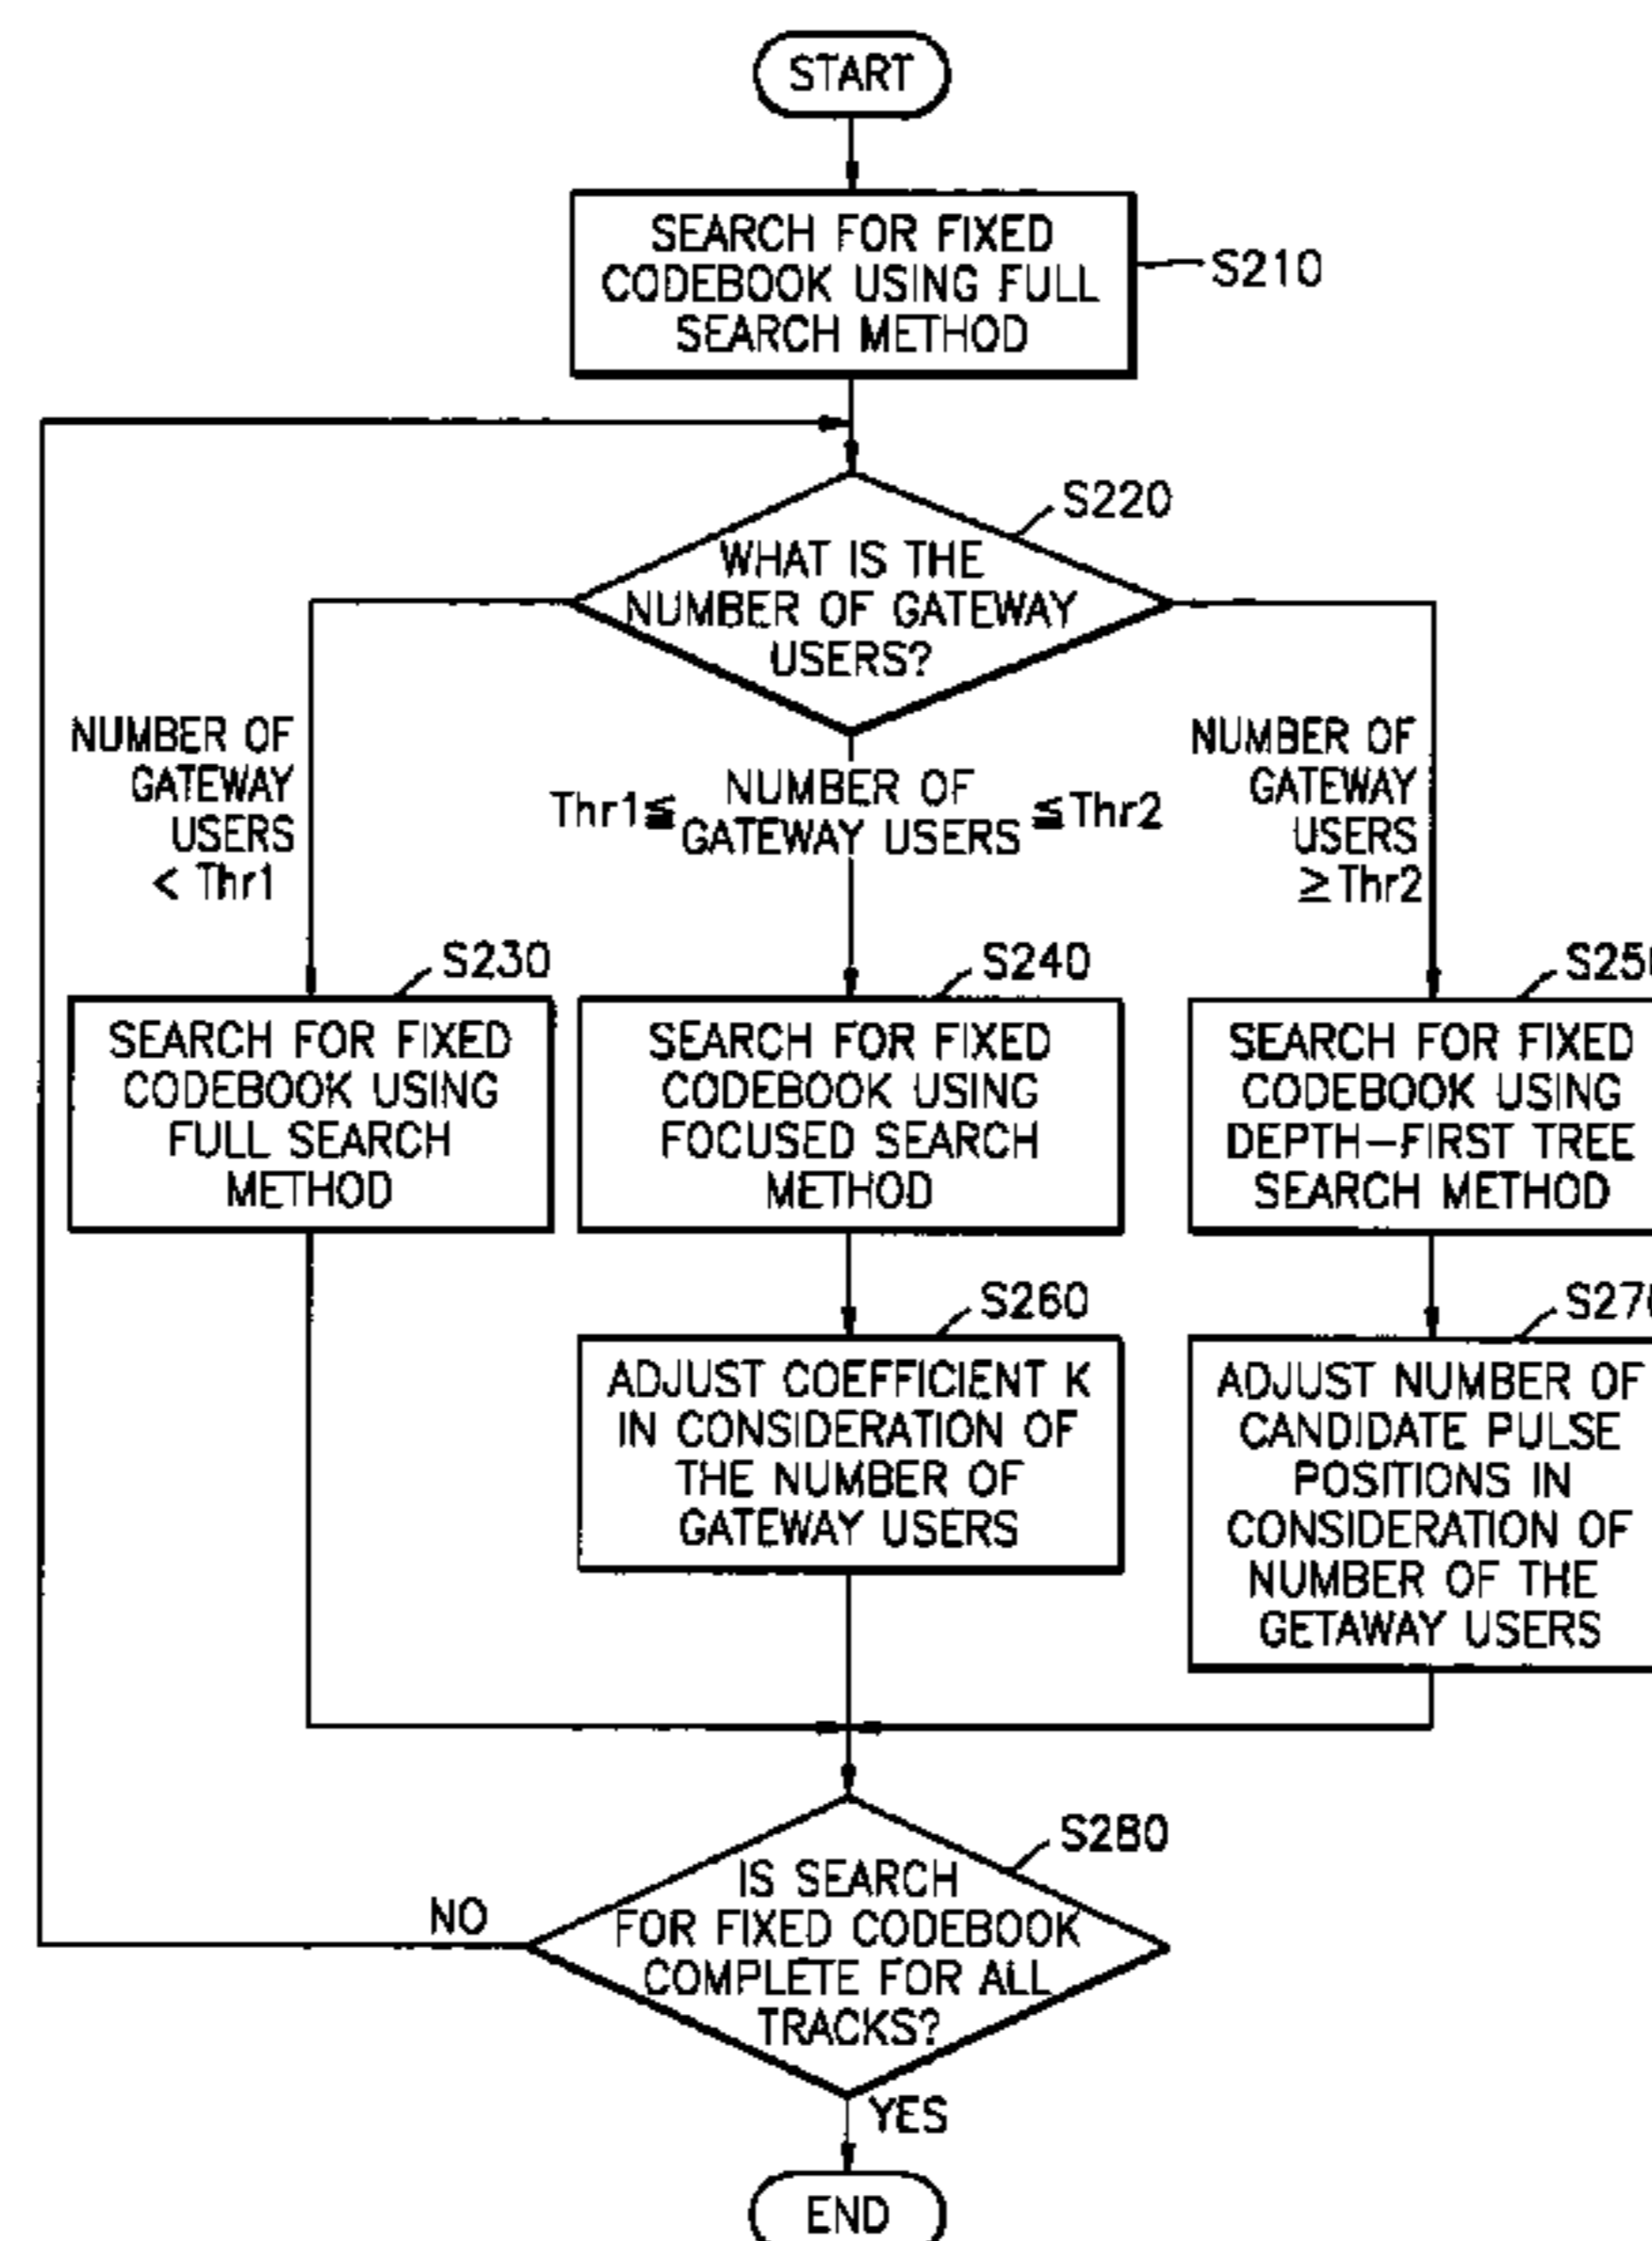 START
SEARCH FOR FIXED
CODEBOOK USING FULL
SEARCH METHOD
S210
S220
WHAT IS THE
NUMBER OF GATEWAY
USERS?
NUMBER OF
GATEWAY
USERS
< Thr1
Thr1≦ NUMBER OF
GATEWAY USERS ≦Thr2
NUMBER OF
GATEWAY
USERS
≥Thr2
S230
SEARCH FOR FIXED
CODEBOOK USING
FULL SEARCH
METHOD
S240
SEARCH FOR FIXED
CODEBOOK USING
FOCUSED SEARCH
METHOD
S250
SEARCH FOR FIXED
CODEBOOK USING
DEPTH-FIRST TREE
SEARCH METHOD
S260
ADJUST COEFFICIENT K
IN CONSIDERATION OF
THE NUMBER OF
GATEWAY USERS
S270
ADJUST NUMBER OF
CANDIDATE PULSE
POSITIONS IN
CONSIDERATION OF
NUMBER OF THE
GETAWAY USERS
S280
IS SEARCH
FOR FIXED CODEBOOK
COMPLETE FOR ALL
TRACKS?
NO
YES
END